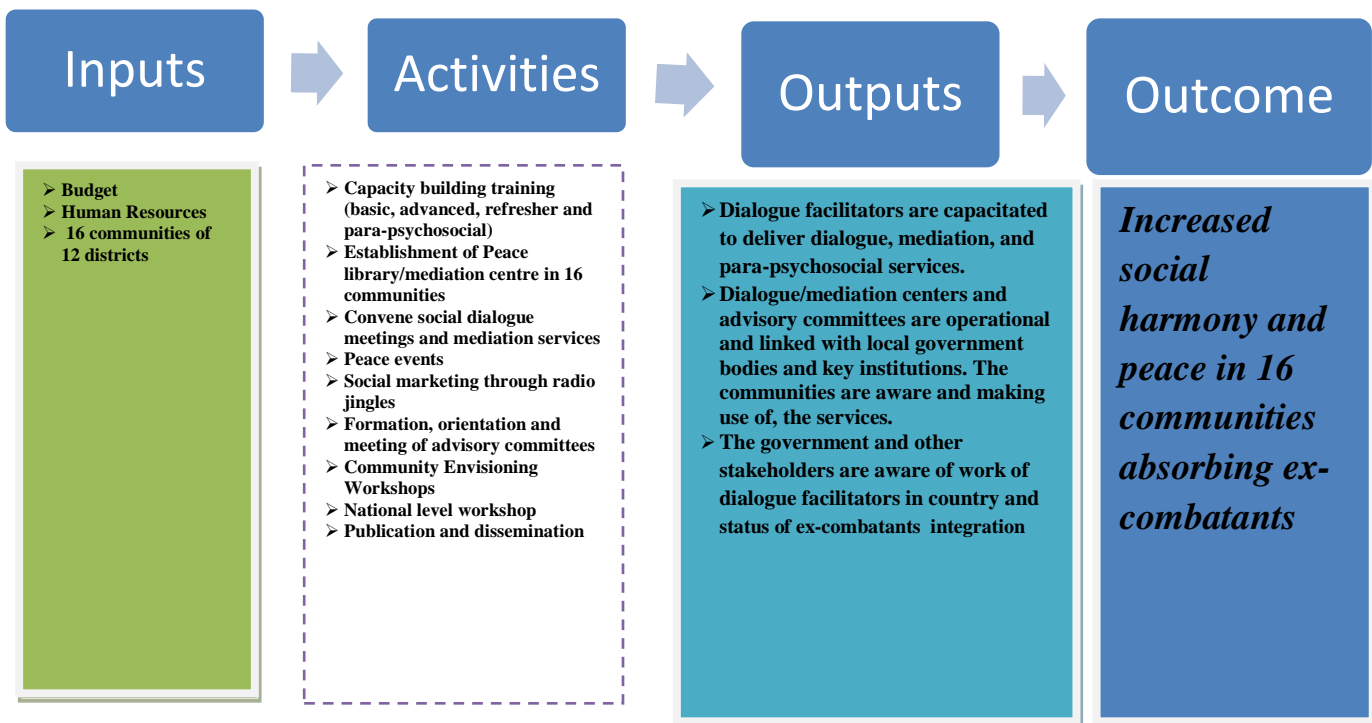 Inputs
Activities
Outputs
Outcome
➢ Budget
➢ Human Resources
➢ 16 communities of
12 districts
➢ Capacity building training
(basic, advanced, refresher and
para-psychosocial)
➢ Establishment of Peace
library/mediation centre in 16
communities
➢ Convene social dialogue
meetings and mediation services
➢ Peace events
➢ Social marketing through radio
jingles
➢ Formation, orientation and
meeting of advisory committees
➢ Community Envisioning
Workshops
➢ National level workshop
➢ Publication and dissemination
➢ Dialogue facilitators are capacitated
to deliver dialogue, mediation, and
para-psychosocial services.
➢ Dialogue/mediation centers and
advisory committees are operational
and linked with local government
bodies and key institutions. The
communities are aware and making
use of, the services.
➢ The government and other
stakeholders are aware of work of
dialogue facilitators in country and
status of ex-combatants integration
Increased
social
harmony and
peace in 16
communities
absorbing ex-
combatants